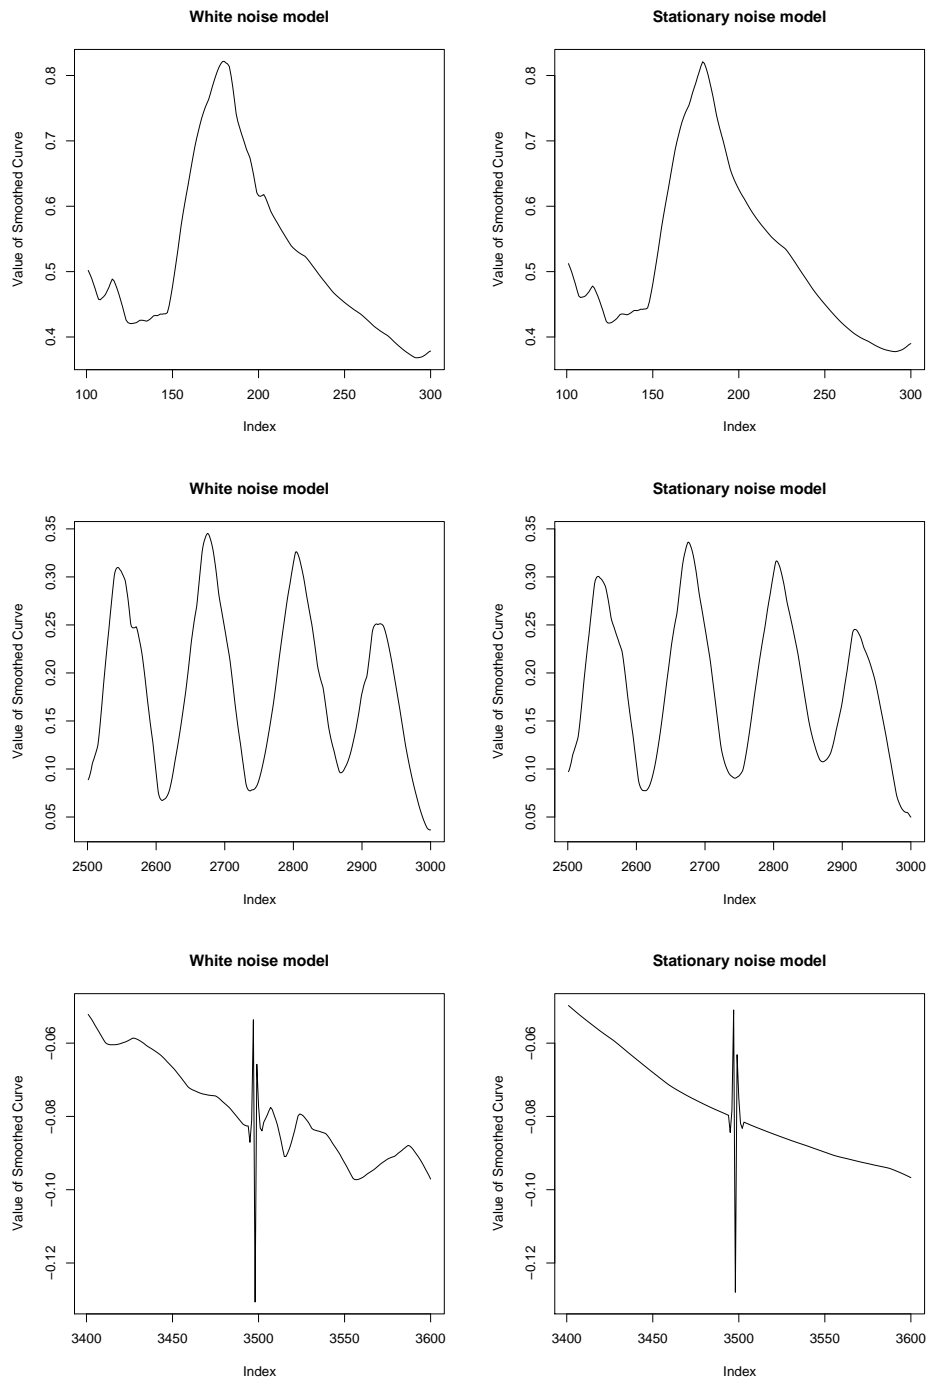 White noise model
Value of Smoothed Curve
0.4 0.5 0.6 0.7 0.8
100 150 200 250 300
Index
Stationary noise model
Value of Smoothed Curve
0.4 0.5 0.6 0.7 0.8
100 150 200 250 300
Index
White noise model
Value of Smoothed Curve
0.05 0.10 0.15 0.20 0.25 0.30 0.35
2500 2600 2700 2800 2900 3000
Index
Stationary noise model
Value of Smoothed Curve
0.05 0.10 0.15 0.20 0.25 0.30 0.35
2500 2600 2700 2800 2900 3000
Index
White noise model
Value of Smoothed Curve
−0.12 −0.10 −0.08 −0.06
3400 3450 3500 3550 3600
Index
Stationary noise model
Value of Smoothed Curve
−0.12 −0.10 −0.08 −0.06
3400 3450 3500 3550 3600
Index